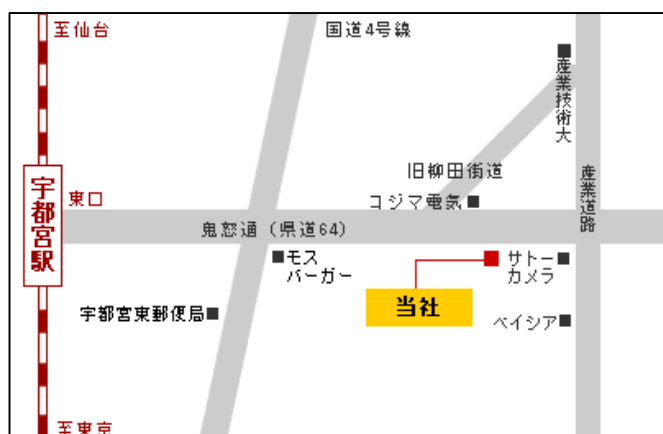 至仙台
国道4号線
産業技術大
旧柳田街道
産業道路
宇都宮駅
東口
コジマ電気
鬼怒通（県道64）
モス
バーガー
サトー
カメラ
当社
宇都宮東郵便局
ベイシア
至東京